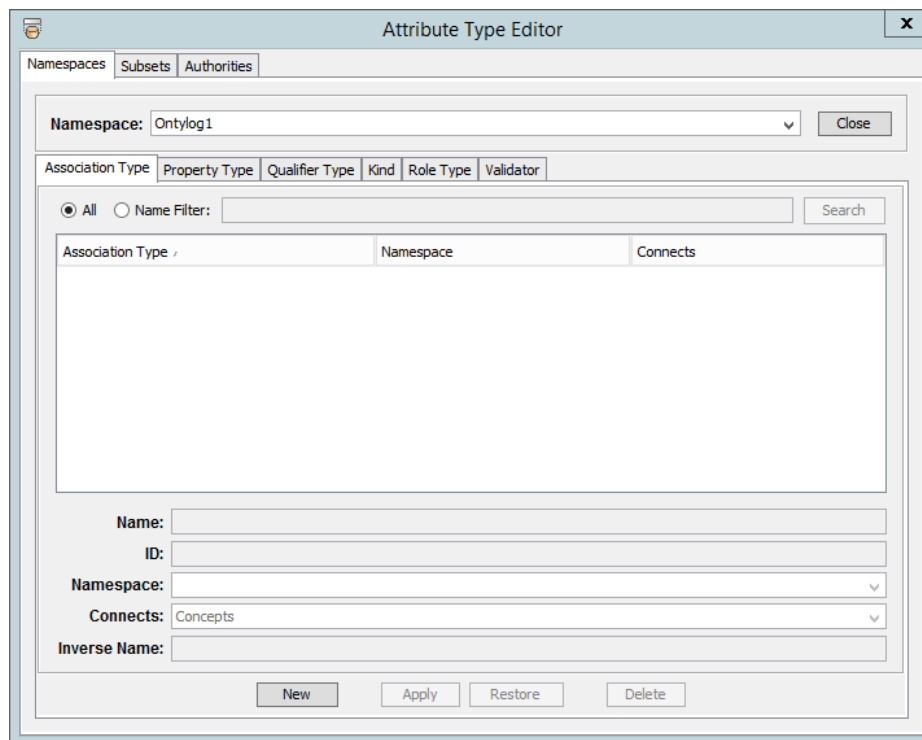 Attribute Type Editor x
Namespaces Subsets Authorities
Namespace: Ontylog1 Close
Association Type Property Type Qualifier Type Kind Role Type Validator
All Name Filter: Search
Association Type Namespace Connects
Name:
ID:
Namespace:
Connects: Concepts
Inverse Name:
New Apply Restore Delete